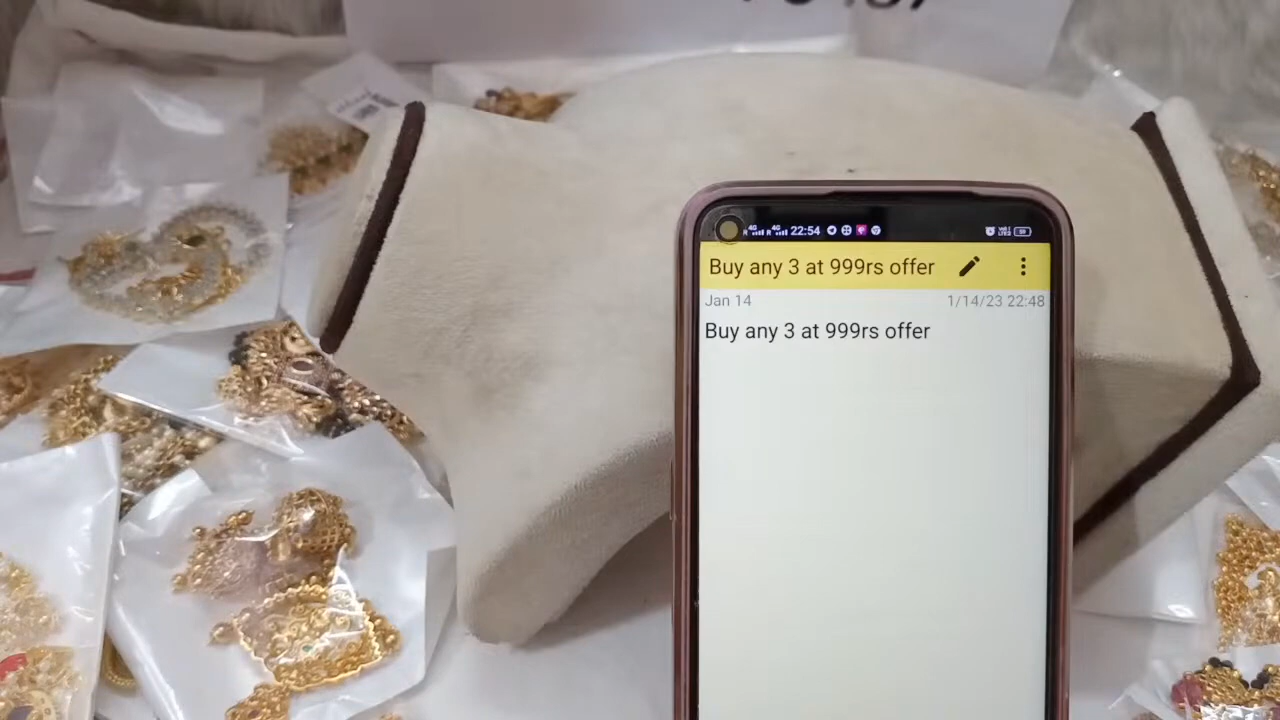 22:54
Buy any 3 at 999rs offer
Jan 14
1/14/23 22:48
Buy any 3 at 999rs offer